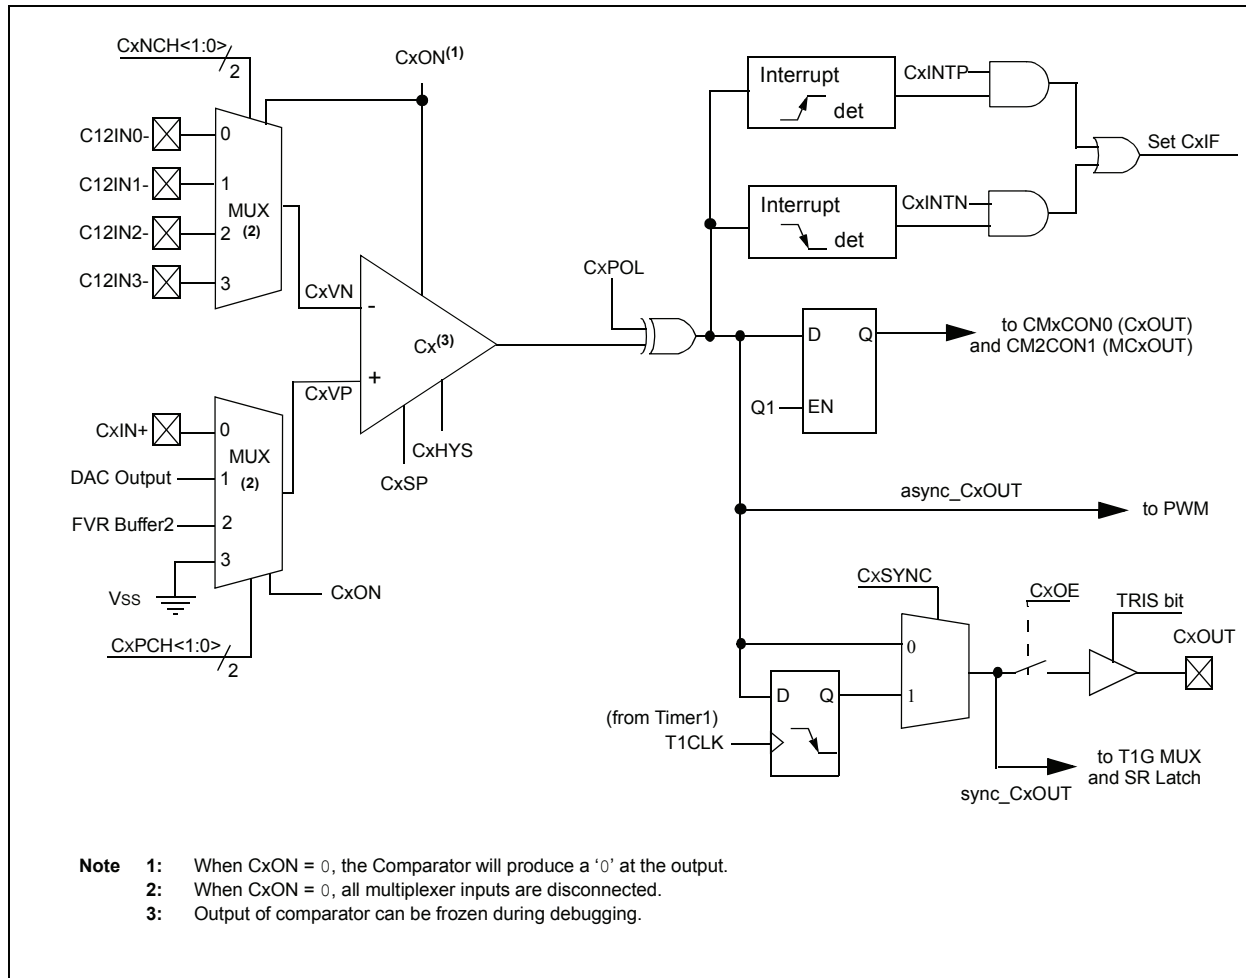 CxNCH<1:0>
2
CxON(1)
C12IN0-
0
C12IN1-
1
MUX
(2)
C12IN2-
2
C12IN3-
3
CxVN
-
Cx(3)
CxVP
+
CxIN+
0
MUX
(2)
DAC Output
1
FVR Buffer2
2
3
Vss
CxON
CxPCH<1:0>
2
CxHYS
CxSP
CxPOL
Interrupt
det
CxINTP
Interrupt
det
CxINTN
Set CxIF
D
Q
Q1
EN
to CMxCON0 (CxOUT)
and CM2CON1 (MCxOUT)
async_CxOUT
to PWM
CxSYNC
0
1
CxOE
TRIS bit
CxOUT
D
Q
(from Timer1)
T1CLK
to T1G MUX
and SR Latch
sync_CxOUT
Note 1: When CxON = 0, the Comparator will produce a ‘0’ at the output.
2: When CxON = 0, all multiplexer inputs are disconnected.
3: Output of comparator can be frozen during debugging.